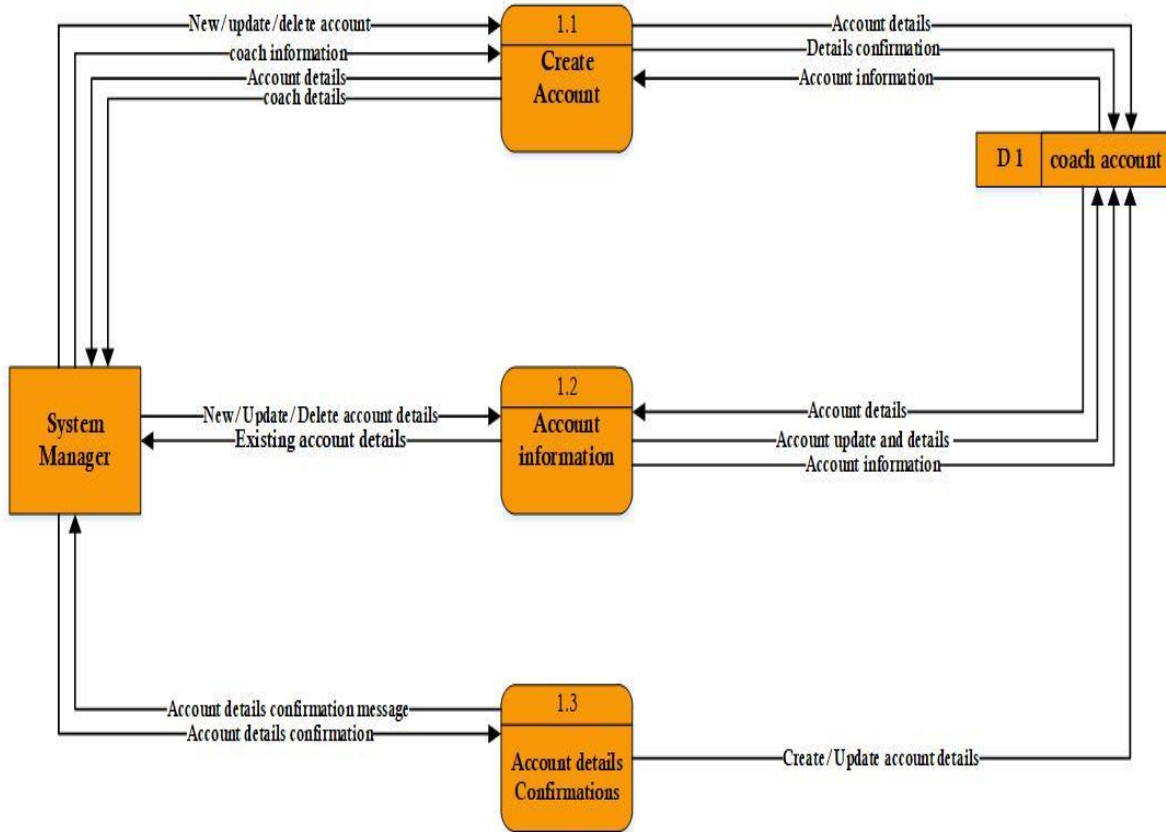 New/update/delete account
coach information
Account details
coach details
1.1
Create
Account
Account details
Details confirmation
Account information
D 1
coach account
System
Manager
New/Update/Delete account details
Existing account details
1.2
Account
information
Account details
Account update and details
Account information
Account details confirmation message
Account details confirmation
1.3
Account details
Confirmations
Create/Update account details